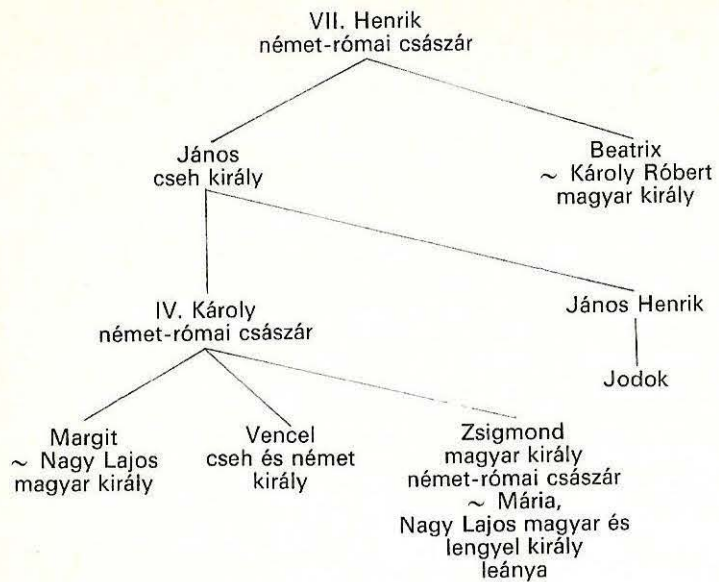 VII. Henrik
német-római császár
János
cseh király
Beatrix
~ Károly Róbert
magyar király
IV. Károly
német-római császár
János Henrik
Jodok
Margit
~ Nagy Lajos
magyar király
Vencel
cseh és német
király
Zsigmond
magyar király
német-római császár
~ Mária,
Nagy Lajos magyar és
lengyel király
leánya